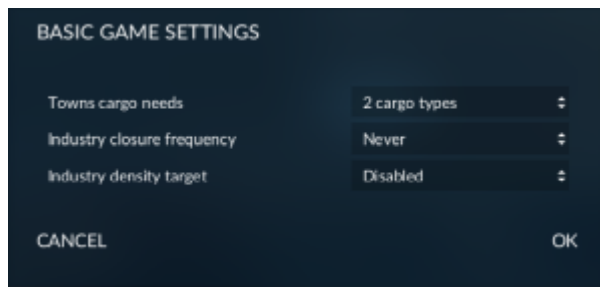 BASIC GAME SETTINGS
Towns cargo needs 2 cargo types
Industry closure frequency Never
Industry density target Disabled
CANCEL OK